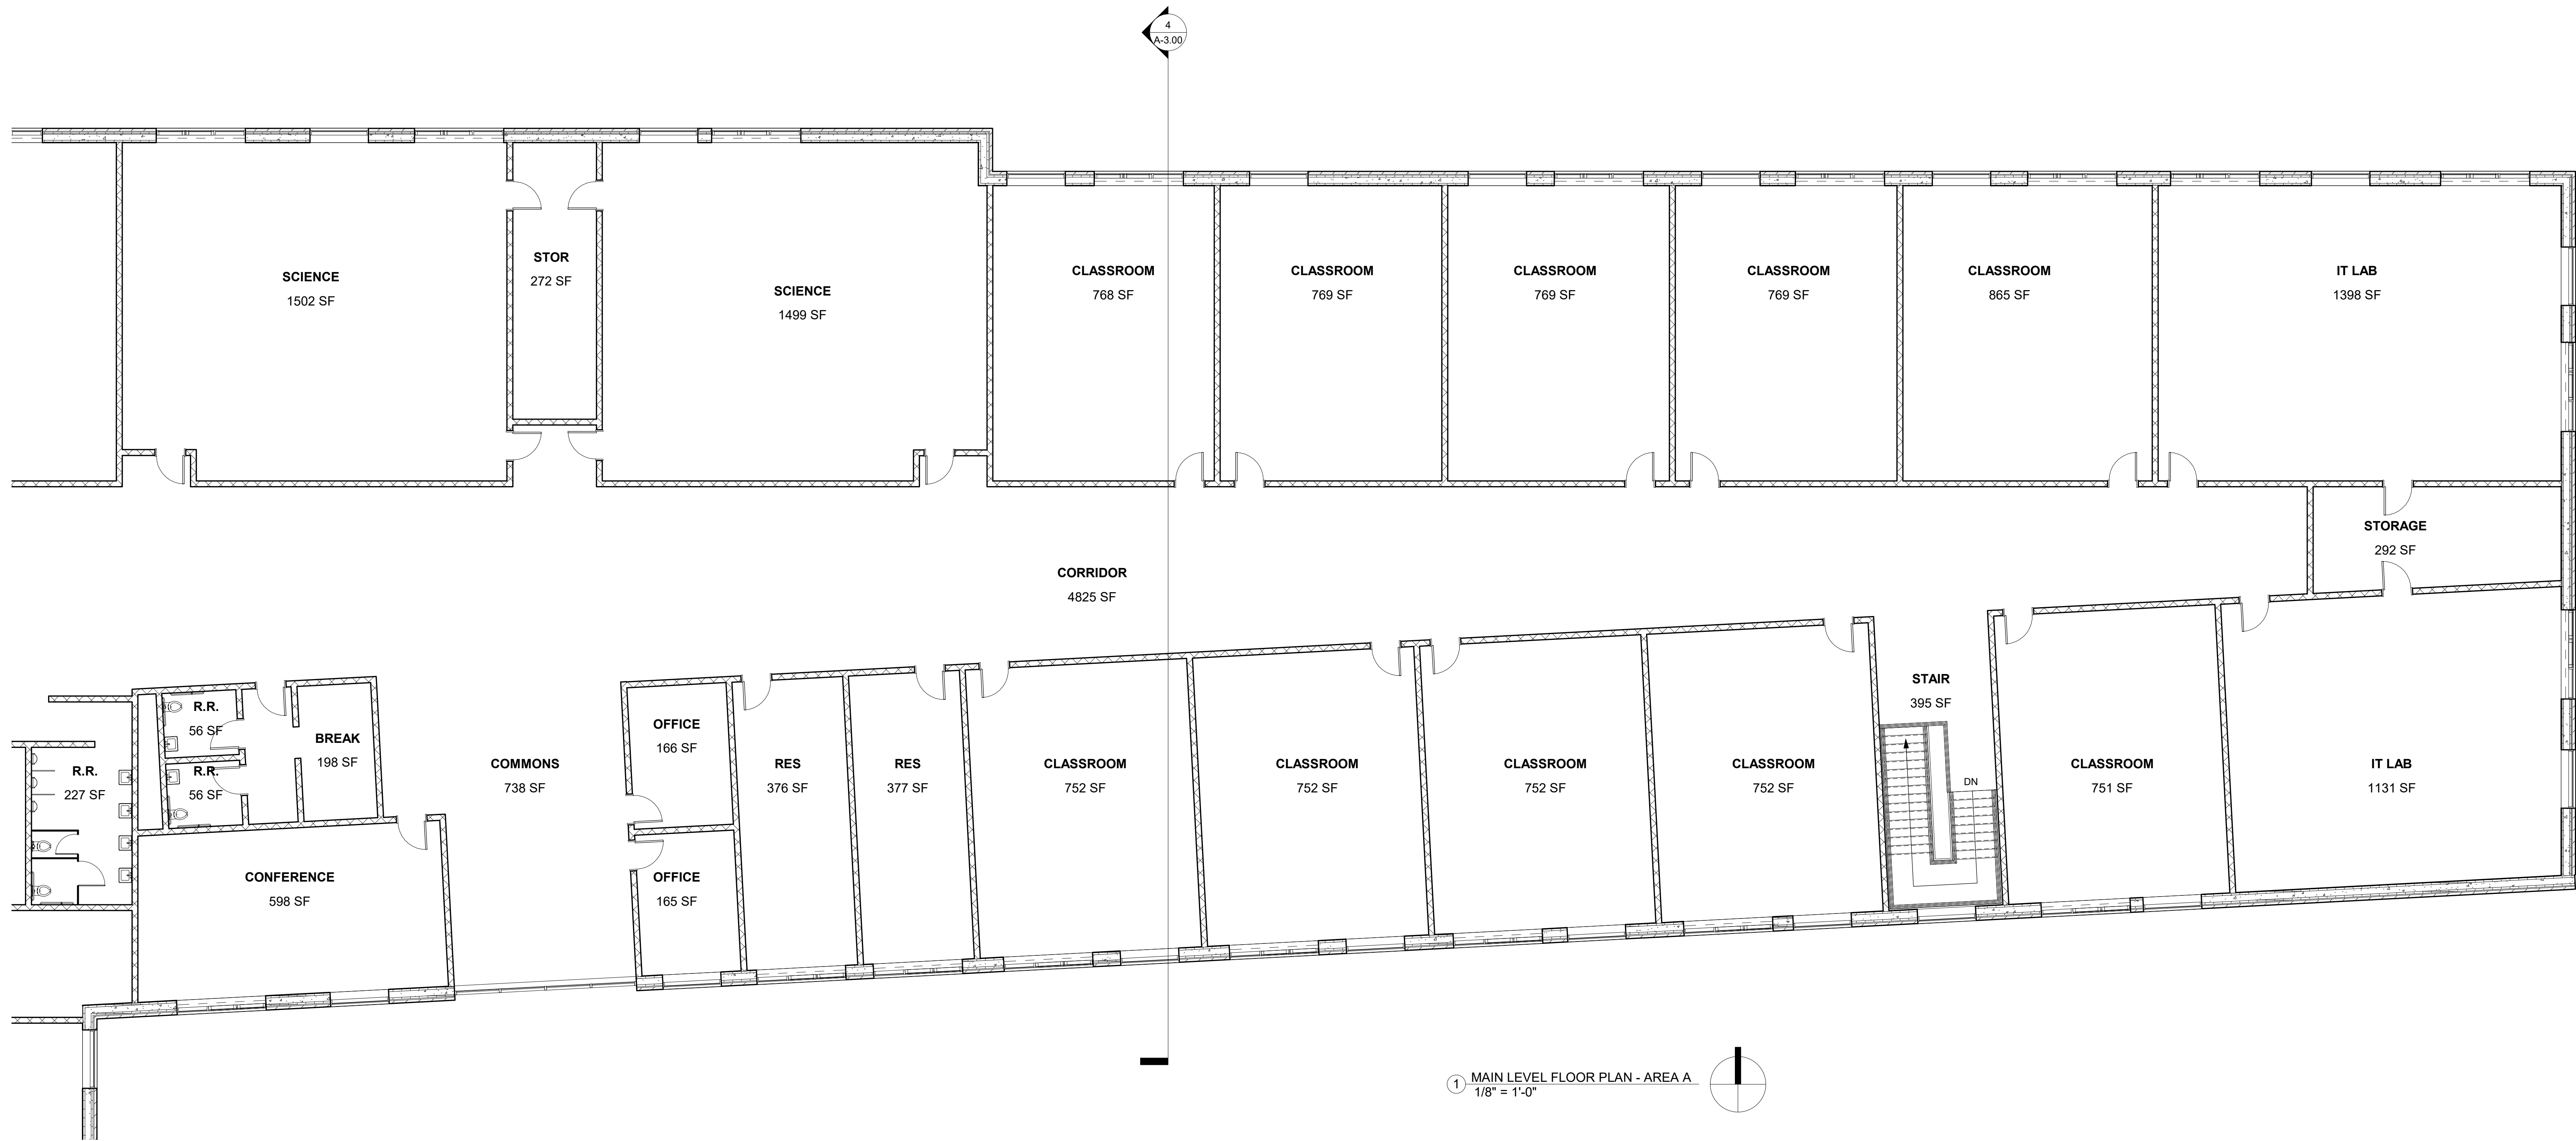 4
A-3.00
SCIENCE
1502 SF
STOR
272 SF
SCIENCE
1499 SF
CLASSROOM
768 SF
CLASSROOM
769 SF
CLASSROOM
769 SF
CLASSROOM
769 SF
CLASSROOM
865 SF
IT LAB
1398 SF
STORAGE
292 SF
CORRIDOR
4825 SF
R.R.
56 SF
BREAK
198 SF
R.R.
227 SF
R.R.
56 SF
COMMONS
738 SF
OFFICE
166 SF
RES
376 SF
RES
377 SF
CLASSROOM
752 SF
CLASSROOM
752 SF
CLASSROOM
752 SF
CLASSROOM
752 SF
STAIR
395 SF
DN
CLASSROOM
751 SF
IT LAB
1131 SF
CONFERENCE
598 SF
OFFICE
165 SF
1 MAIN LEVEL FLOOR PLAN - AREA A
1/8" = 1'-0"